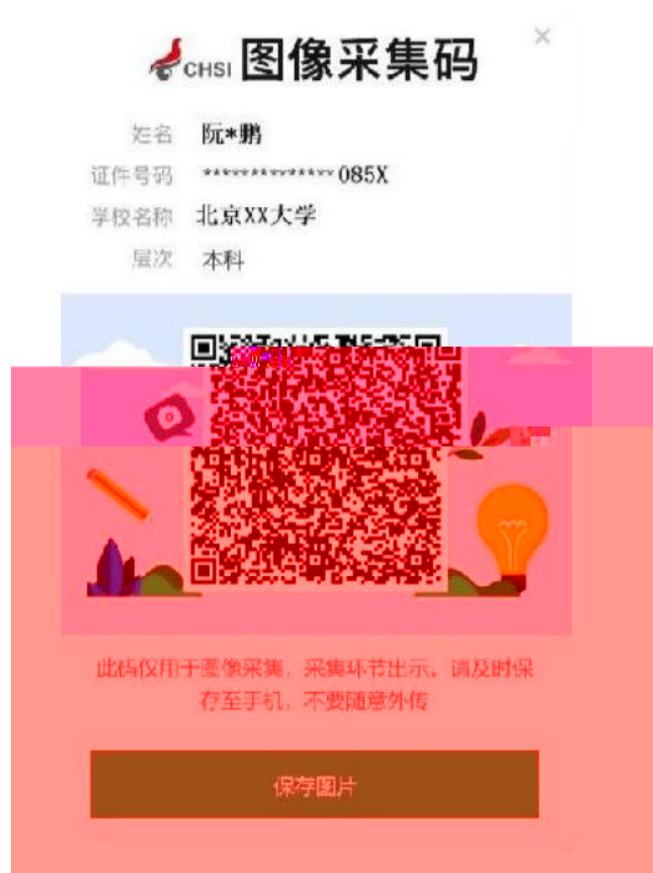 CHSI 图像采集码
姓名 阮*鹏
证件号码 **************085X
学校名称 北京XX大学
层次 本科
此码仅用于图像采集，采集环节出示、请及时保
存至手机，不要随意外传
保存图片